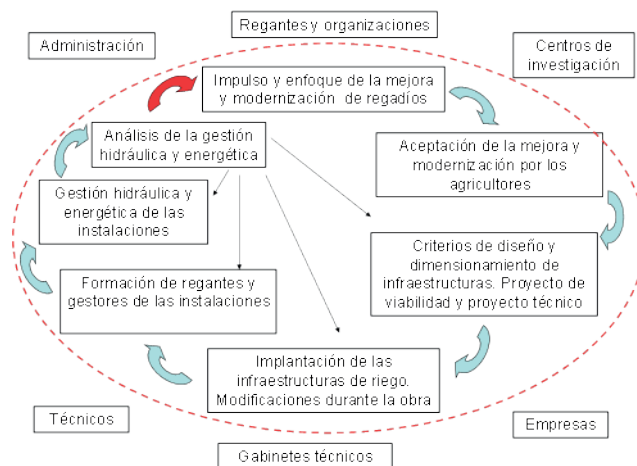 Regantes y organizaciones
Administración
Centros de
investigación
Impulso y enfoque de la mejora
y modernización de regadíos
Análisis de la gestión
hidráulica y energética
Aceptación de la mejora y
modernización por los
agricultores
Gestión hidráulica y
energética de las
instalaciones
Criterios de diseño y
dimensionamiento de
infraestructuras. Proyecto de
viabilidad y proyecto técnico
Formación de regantes y
gestores de las instalaciones
Implantación de las
infraestructuras de riego.
Modificaciones durante la obra
Técnicos
Empresas
Gabinetes técnicos